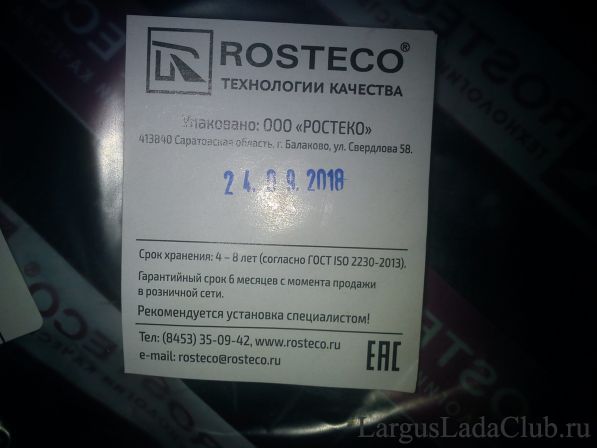 ROSTECO®
ТЕХНОЛОГИИ КАЧЕСТВА
Упаковано: ООО «РОСТЕКО»
413840 Саратовская область, г. Балаково, ул. Свердлова 58.
24.09.2018
Срок хранения: 4 – 8 лет (согласно ГОСТ ISO 2230-2013).
Гарантийный срок 6 месяцев с момента продажи
в розничной сети.
Рекомендуется установка специалистом!
Тел: (8453) 35-09-42, www.rosteco.ru
e-mail: rosteco@rosteco.ru
ЕАС
LargusLadaClub.ru